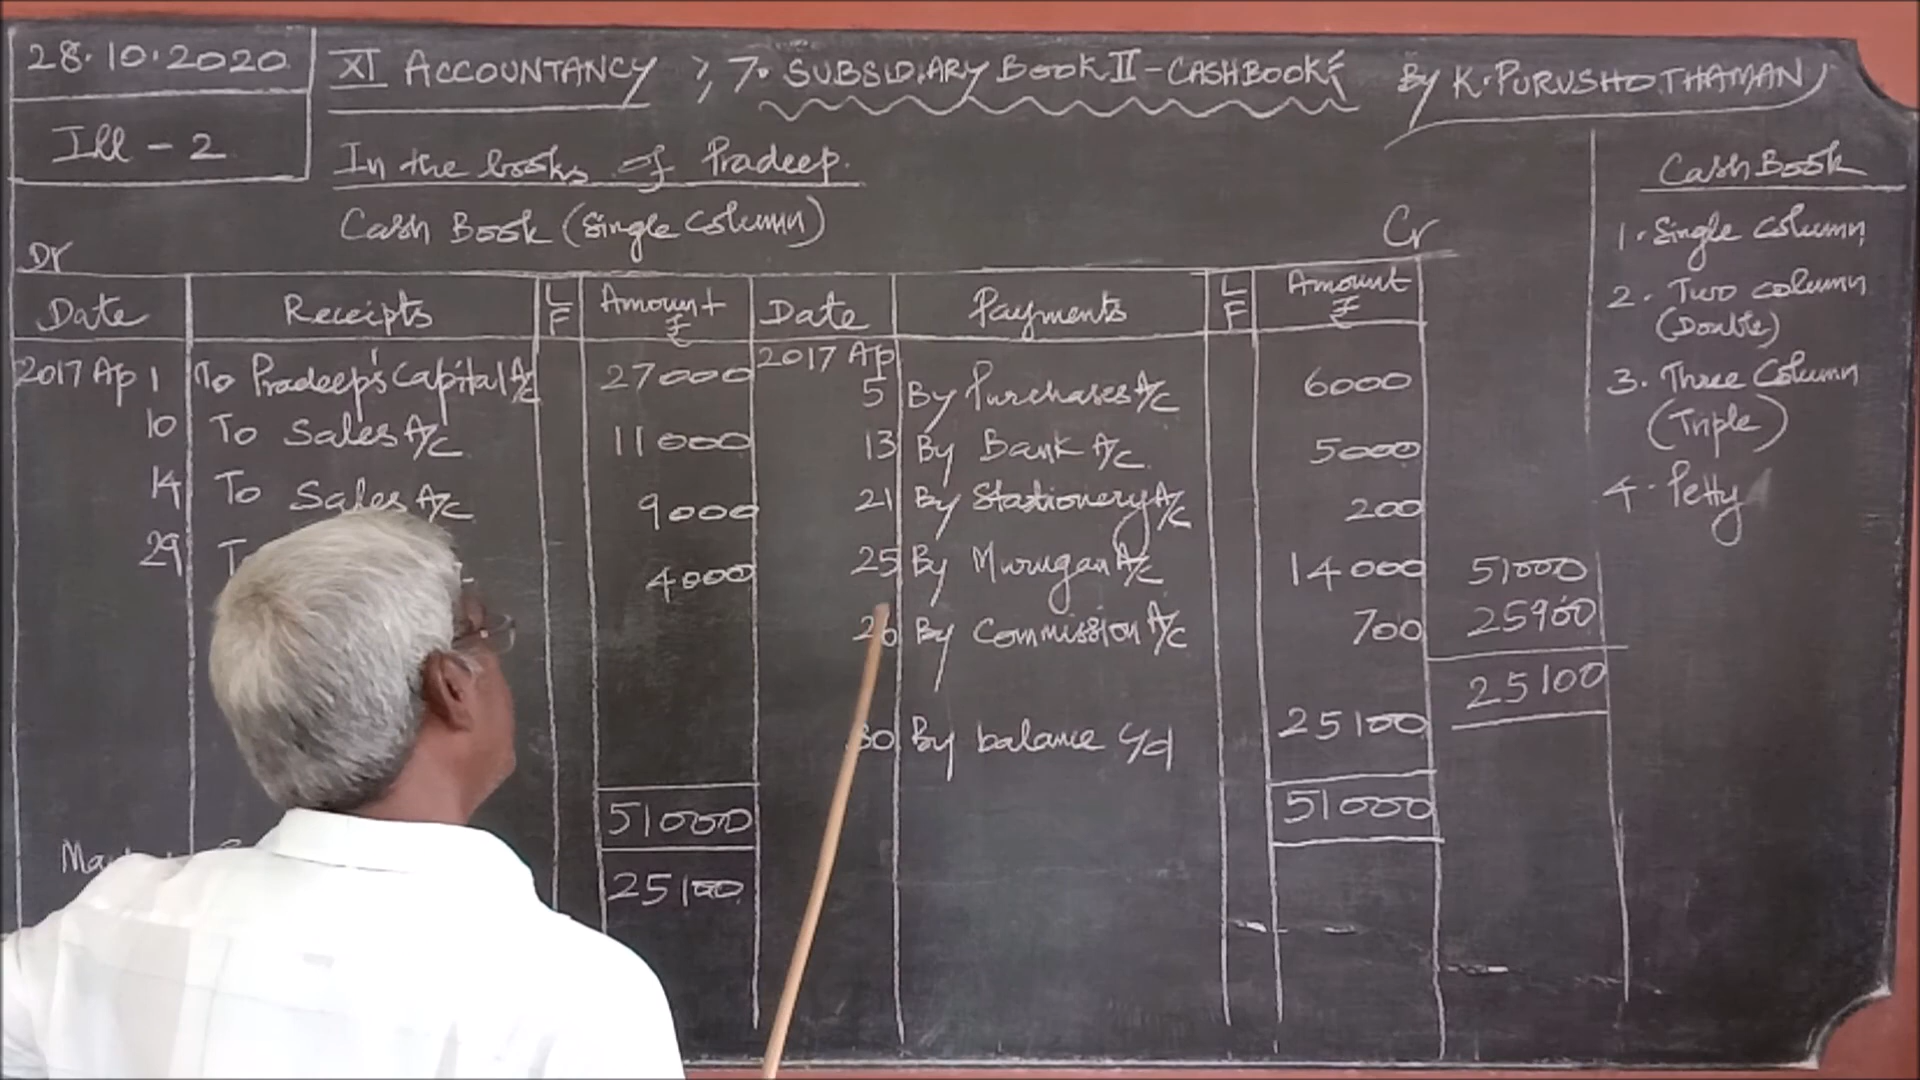 28.10.2020
XI ACCOUNTANCY ; 7. SUBSIDIARY BOOK II - CASHBOOK BY K. PURUSHOTHAMAN
Ill - 2
In the books of Pradeep.
Cash Book (Single Column)
Dr Cr
Date Receipts LF Amount ₹ Date Payments LF Amount ₹
2017 Ap 1 To Pradeep's Capital A/c 27000 2017 Ap 5 By Purchases A/c 6000
10 To Sales A/c 11000 13 By Bank A/c 5000
14 To Sales A/c 9000 21 By Stationery A/c 200
29 4000 25 By Murugan A/c 14000
By Commission A/c 700
30 By balance c/d 25100
51000 51000
25100
51000
25900
25100
Cash Book
1. Single Column
2. Two column
(Double)
3. Three Column
(Triple)
4. Petty